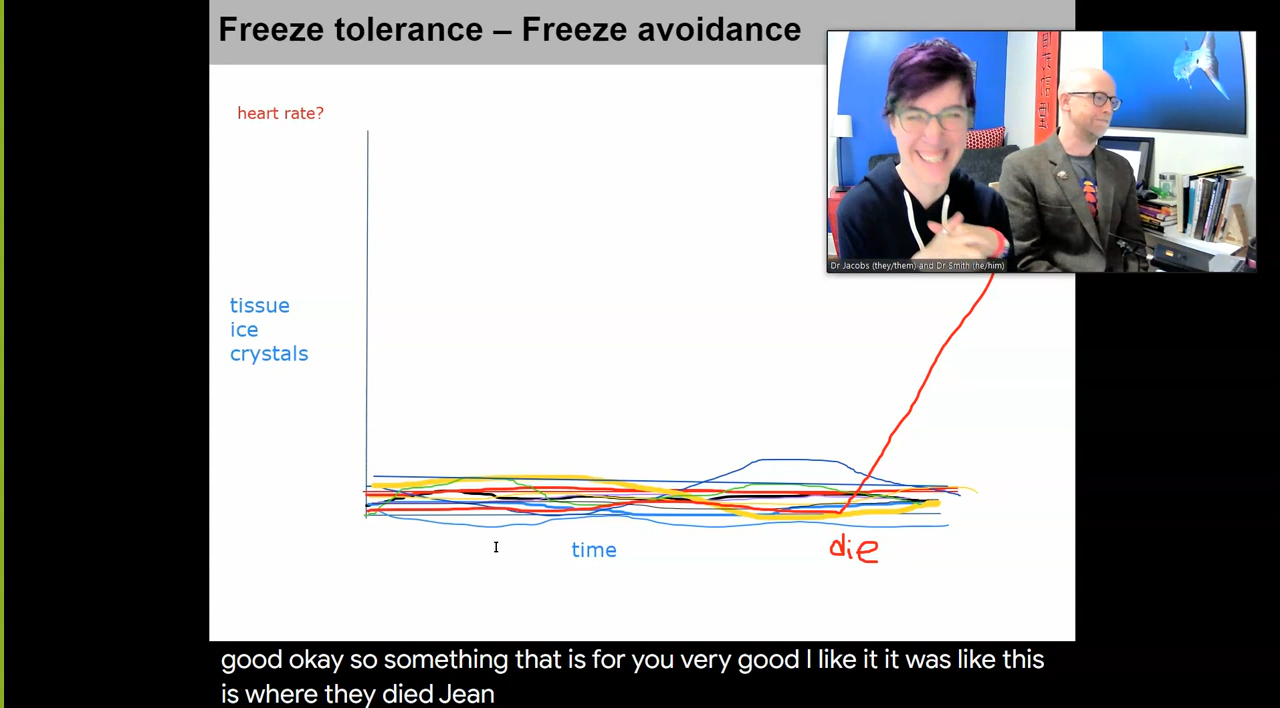 Freeze tolerance – Freeze avoidance
heart rate?
Dr Jacobs (they/them) and Dr Smith (he/him)
tissue
ice
crystals
time
die
good okay so something that is for you very good I like it it was like this
is where they died Jean